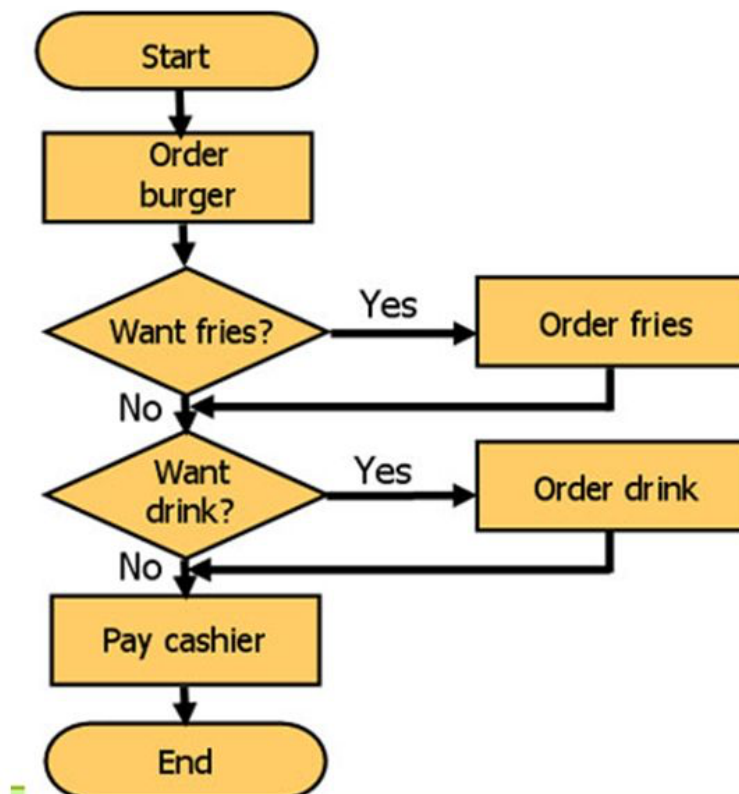 Start
Order
burger
Want fries?
Yes
Order fries
No
Want
drink?
Yes
Order drink
No
Pay cashier
End